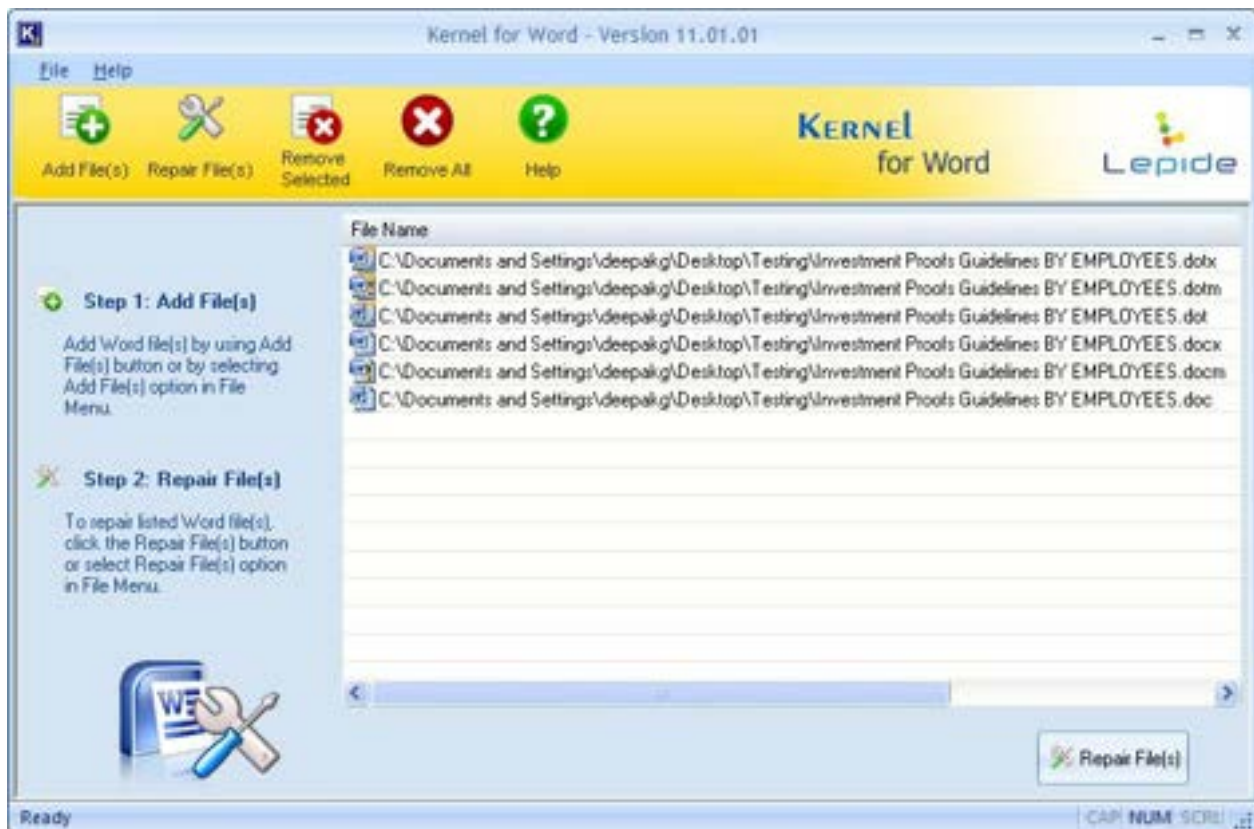 K
Kernel for Word - Version 11.01.01
File Help
Add File(s)
Repair File(s)
Remove
Selected
Remove All
Help
KERNEl
for Word
Lepide
File Name
C:\Documents and Settings\deepakg\Desktop\Testing\Investment Proofs Guidelines BY EMPLOYEES.dotx
C:\Documents and Settings\deepakg\Desktop\Testing\Investment Proofs Guidelines BY EMPLOYEES.dotm
C:\Documents and Settings\deepakg\Desktop\Testing\Investment Proofs Guidelines BY EMPLOYEES.dot
C:\Documents and Settings\deepakg\Desktop\Testing\Investment Proofs Guidelines BY EMPLOYEES.docx
C:\Documents and Settings\deepakg\Desktop\Testing\Investment Proofs Guidelines BY EMPLOYEES.docm
C:\Documents and Settings\deepakg\Desktop\Testing\Investment Proofs Guidelines BY EMPLOYEES.doc
Step 1: Add File(s)
Add Word file(s) by using Add
File(s) button or by selecting
Add File(s) option in File
Menu.
Step 2: Repair File(s)
To repair listed Word file(s),
click the Repair File(s) button
or select Repair File(s) option
in File Menu.
W
Repair File(s)
Ready
CAP NUM SCRL